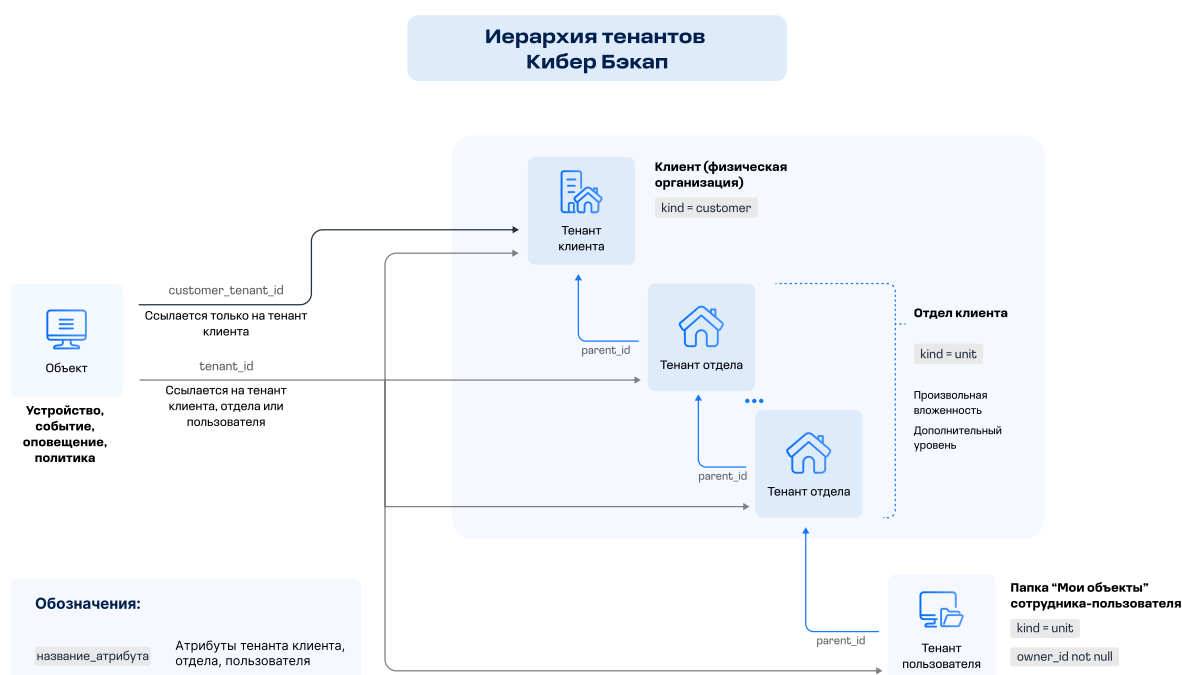 Иерархия тенантов
Кибер Бэкап
Клиент (физическая
организация)
kind = customer
Тенант
клиента
customer_tenant_id
Ссылается только на тенант
клиента
Объект
tenant_id
Ссылается на тенант
клиента, отдела или
пользователя
Устройство,
событие,
оповещение,
политика
parent_id
Тенант отдела
Отдел клиента
kind = unit
Произвольная
вложенность
Дополнительный
уровень
parent_id
Тенант отдела
parent_id
Тенант
пользователя
Папка “Мои объекты”
сотрудника-пользователя
kind = unit
owner_id not null
Обозначения:
название_атрибута
Атрибуты тенанта клиента,
отдела, пользователя